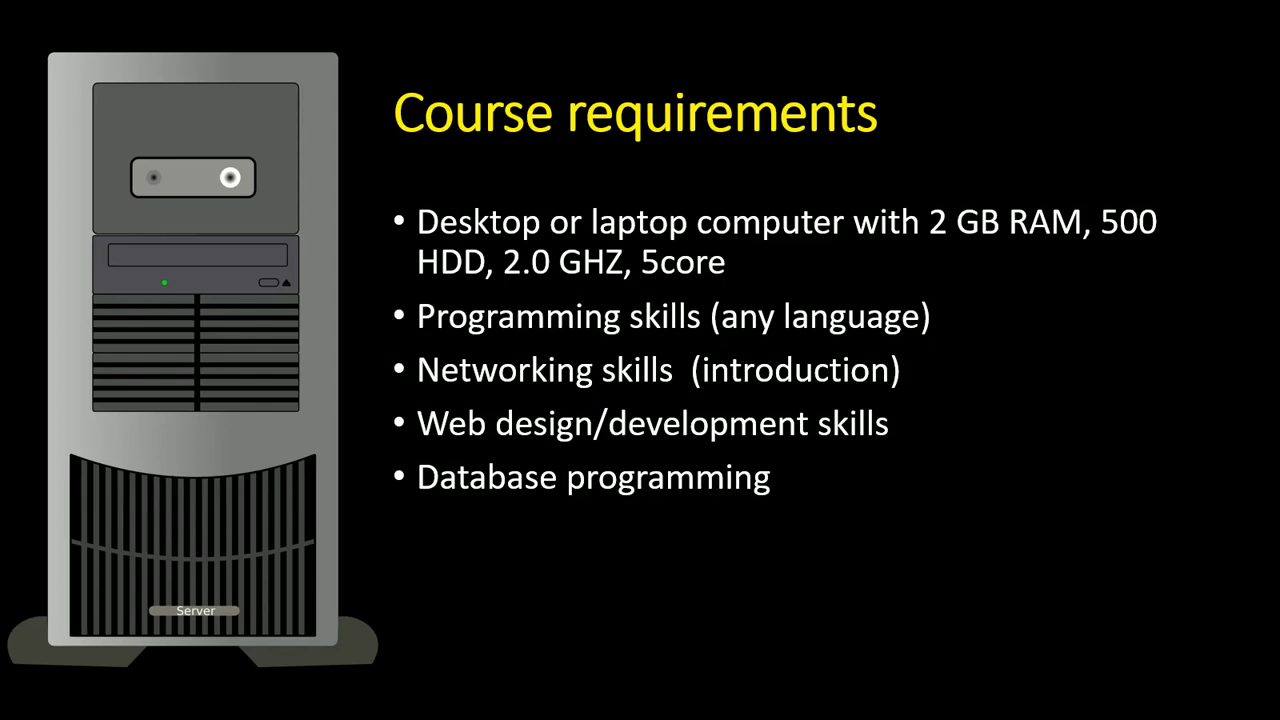 Course requirements
• Desktop or laptop computer with 2 GB RAM, 500
HDD, 2.0 GHZ, 5core
• Programming skills (any language)
• Networking skills  (introduction)
• Web design/development skills
• Database programming
Server